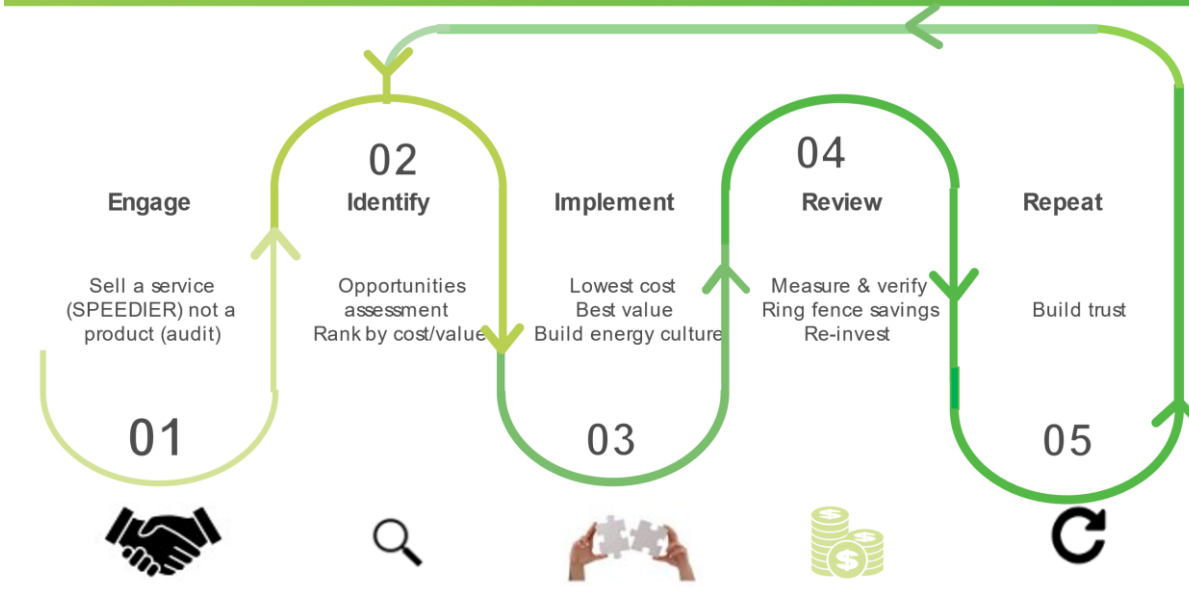 Engage
Sell a service
(SPEEDIER) not a
product (audit)
01
02
Identify
Opportunities
assessment
Rank by cost/value
Implement
Lowest cost
Best value
Build energy culture
03
04
Review
Measure & verify
Ring fence savings
Re-invest
Repeat
Build trust
05
$
$
$